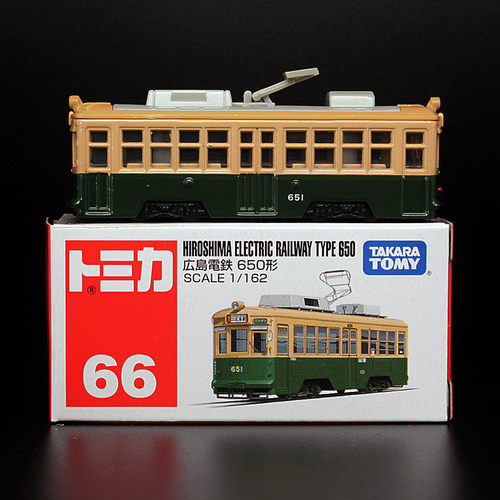 651
トミカ®
HIROSHIMA ELECTRIC RAILWAY TYPE 650
広島電鉄 650形
SCALE 1/162
TAKARA
TOMY®
66
651